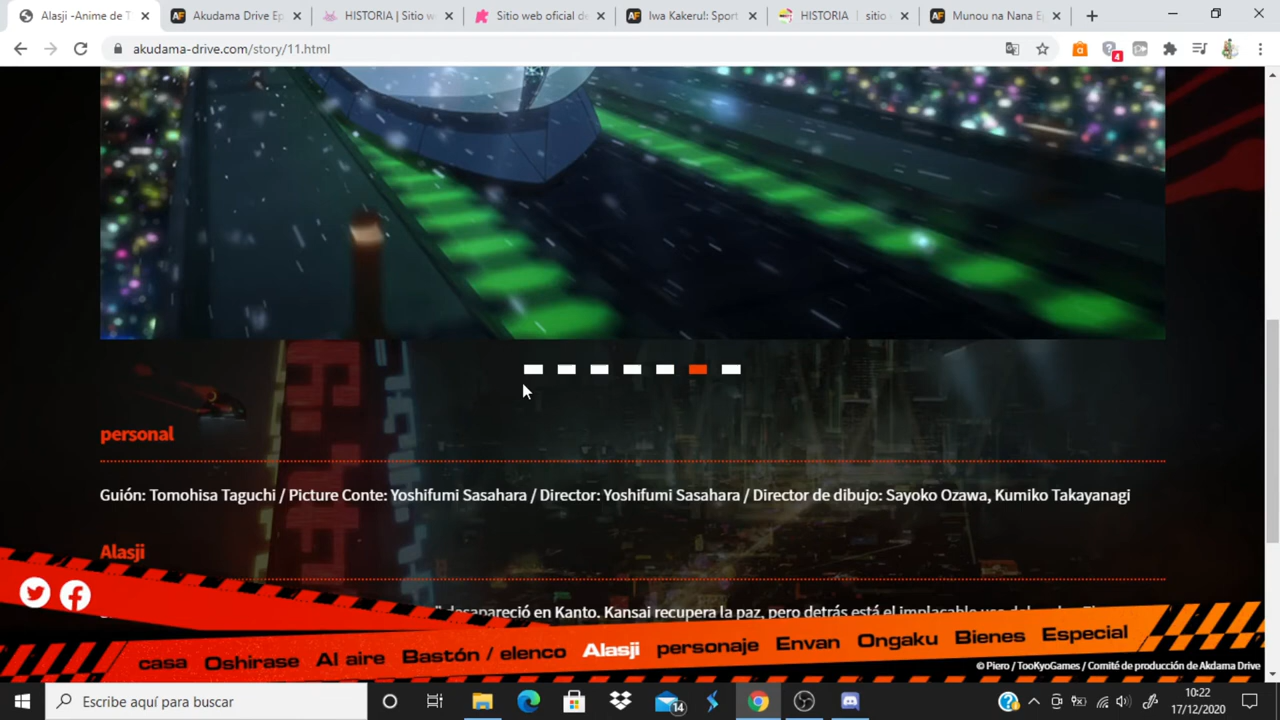 Alasji -Anime de T
Akudama Drive Ep
HISTORIA | Sitio w
Sitio web oficial de
Iwa Kakeru!: Sport
HISTORIA | sitio
Munou na Nana E
akudama-drive.com/story/11.html
4
personal
Guión: Tomohisa Taguchi / Picture Conte: Yoshifumi Sasahara / Director: Yoshifumi Sasahara / Director de dibujo: Sayoko Ozawa, Kumiko Takayanagi
Alasji
desapareció en Kanto. Kansai recupera la paz, pero detrás está el implacable
casa Oshirase Al aire Bastón / elenco Alasji personaje Envan Ongaku Bienes Especial
© Piero / TooKyoGames / Comité de producción de Akdama Drive
Escribe aquí para buscar
14
10:22
17/12/2020